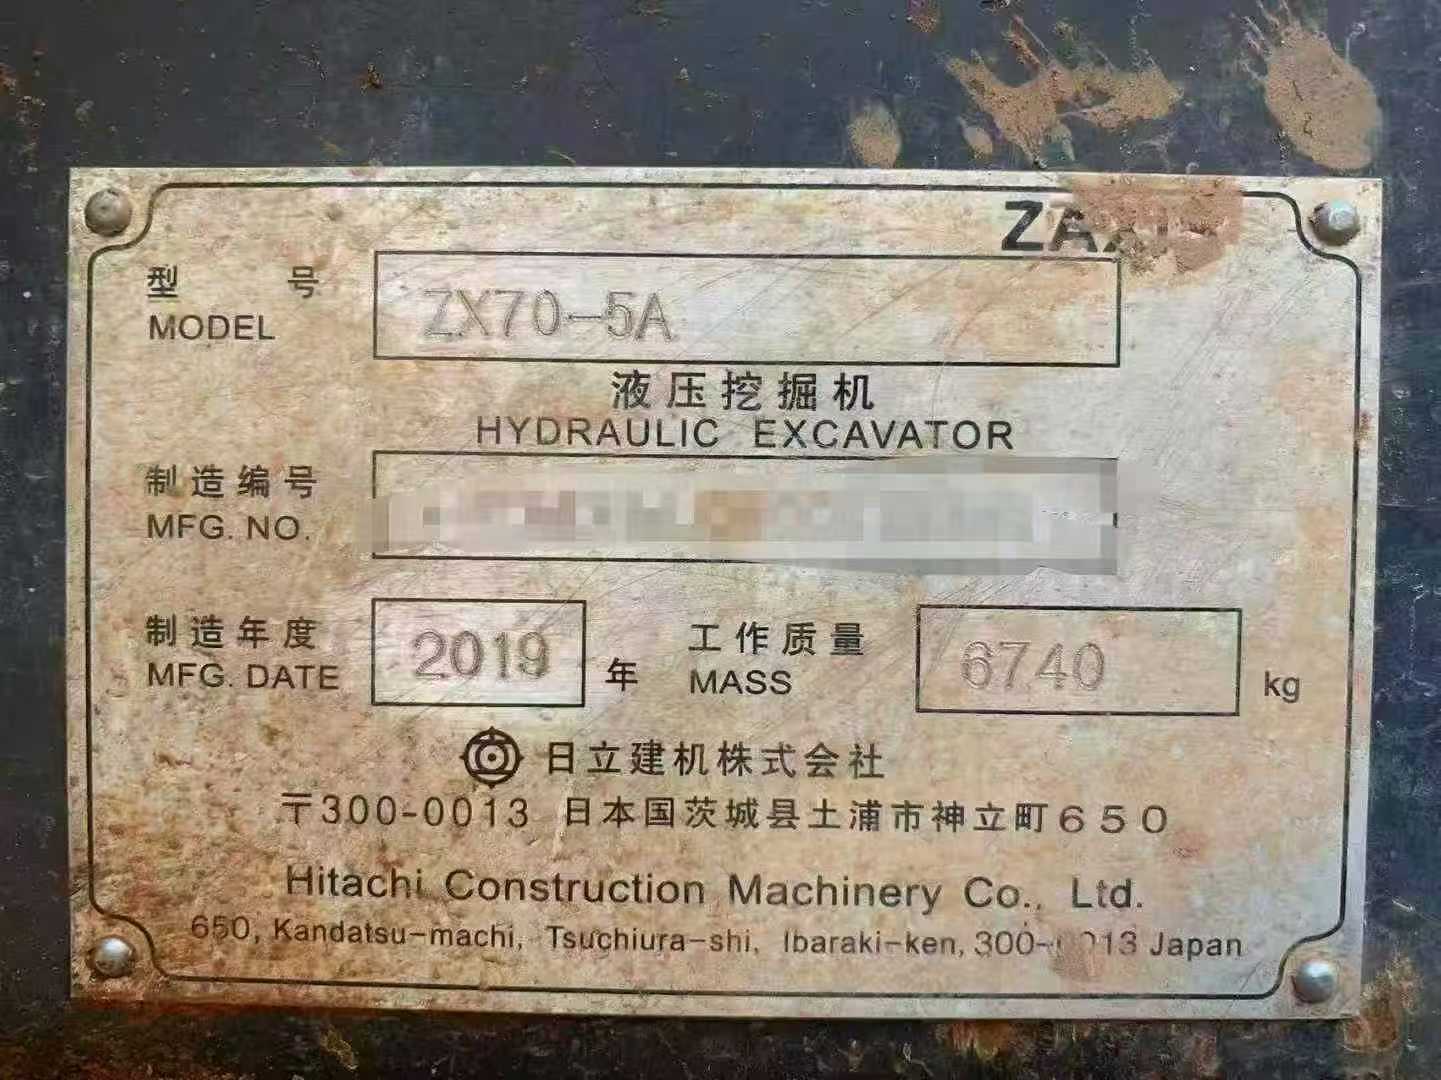 型 号
MODEL
ZX70-5A
液压挖掘机
HYDRAULIC EXCAVATOR
制造编号
MFG. NO.
制造年度
MFG. DATE
2019 年
工作质量
MASS
6740 kg
日立建机株式会社
〒300-0013 日本国茨城县土浦市神立町650
Hitachi Construction Machinery Co., Ltd.
650, Kandatsu-machi, Tsuchiura-shi, Ibaraki-ken, 300-0013 Japan